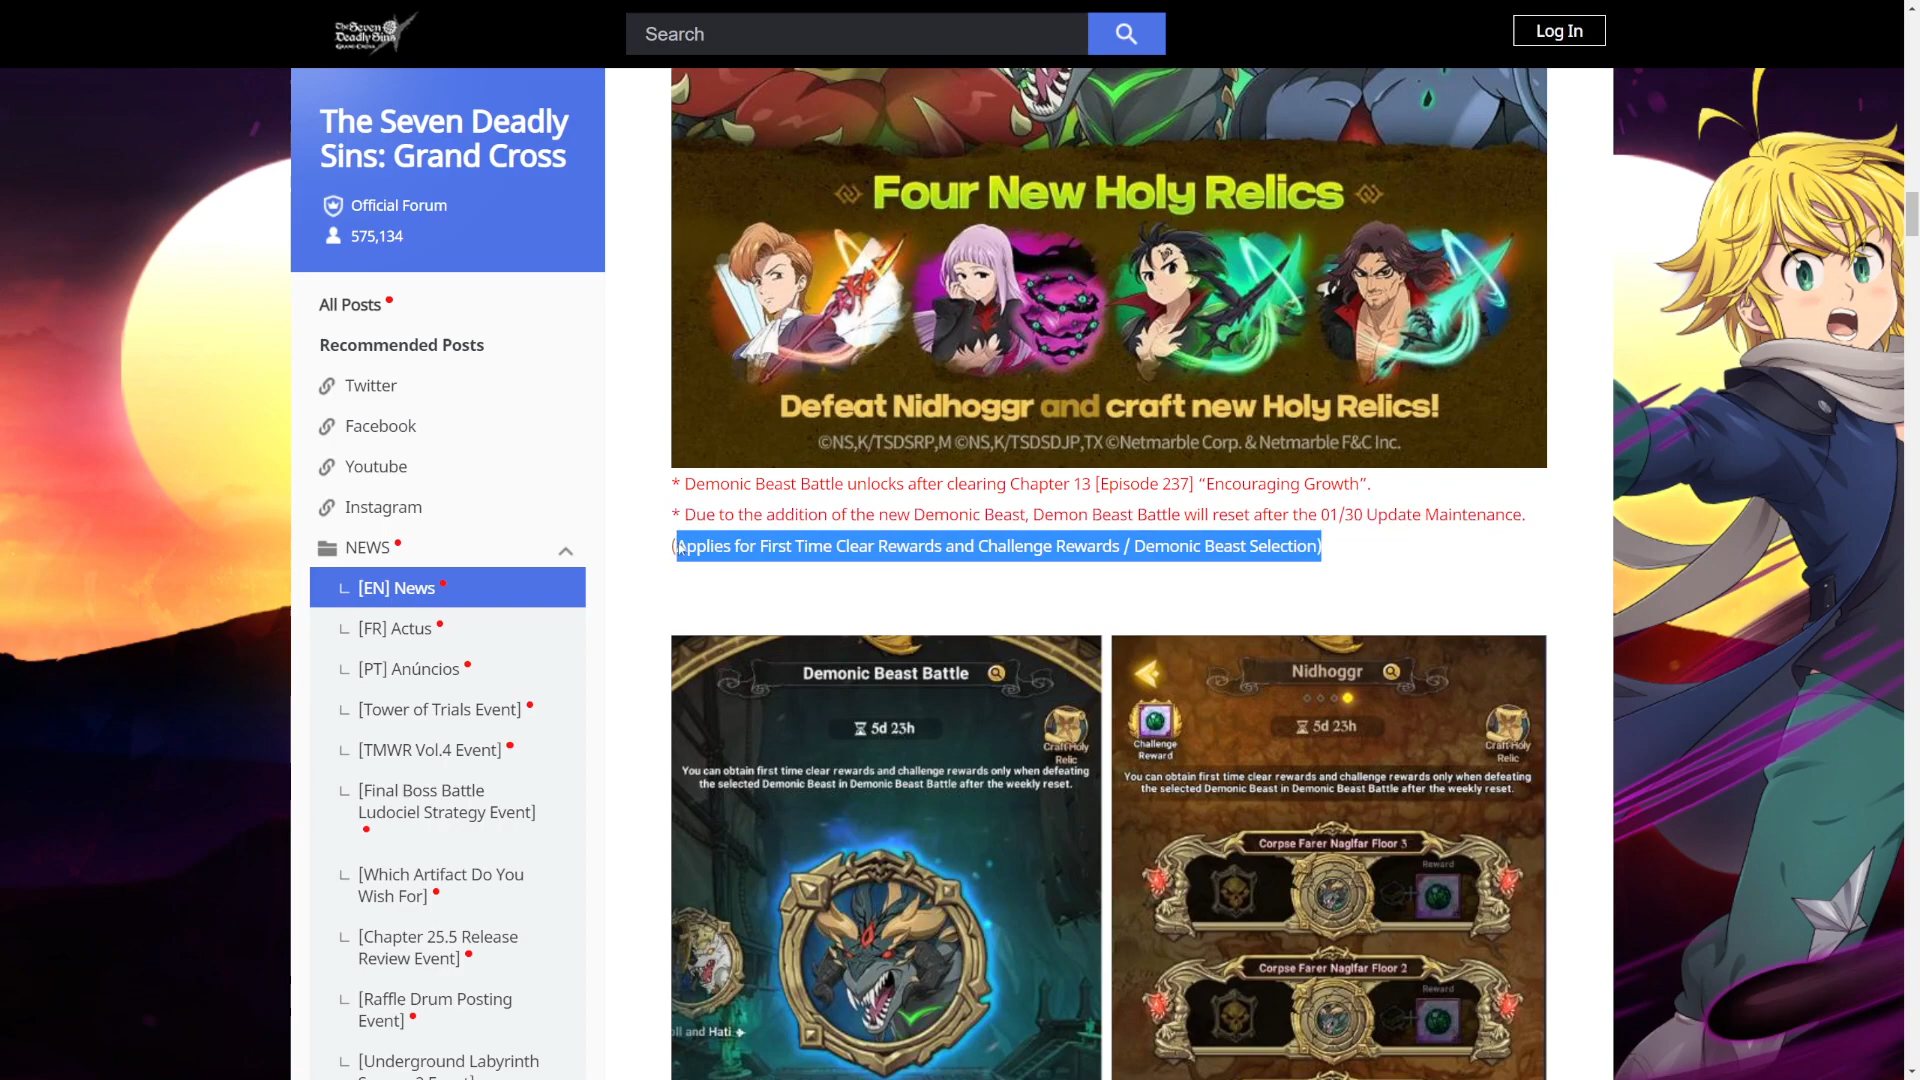 The Seven
Deadly Sins
GRAND CROSS
Search
Log In
The Seven Deadly
Sins: Grand Cross
Official Forum
575,134
All Posts
Recommended Posts
Twitter
Facebook
Youtube
Instagram
NEWS
[EN] News
[FR] Actus
[PT] Anúncios
[Tower of Trials Event]
[TMWR Vol.4 Event]
[Final Boss Battle
Ludociel Strategy Event]
[Which Artifact Do You
Wish For]
[Chapter 25.5 Release
Review Event]
[Raffle Drum Posting
Event]
[Underground Labyrinth
Four New Holy Relics
Defeat Nidhoggr and craft new Holy Relics!
©NS,K/TSDSRP,M ©NS,K/TSDSDJP,TX ©Netmarble Corp. & Netmarble F&C Inc.
* Demonic Beast Battle unlocks after clearing Chapter 13 [Episode 237] “Encouraging Growth”.
* Due to the addition of the new Demonic Beast, Demon Beast Battle will reset after the 01/30 Update Maintenance.
(Applies for First Time Clear Rewards and Challenge Rewards / Demonic Beast Selection)
Demonic Beast Battle
5d 23h
Craft Holy
Relic
You can obtain first time clear rewards and challenge rewards only when defeating
the selected Demonic Beast in Demonic Beast Battle after the weekly reset.
ll and Hati
Nidhoggr
5d 23h
Challenge
Reward
Craft Holy
Relic
You can obtain first time clear rewards and challenge rewards only when defeating
the selected Demonic Beast in Demonic Beast Battle after the weekly reset.
Corpse Farer Naglfar Floor 3
Reward
Corpse Farer Naglfar Floor 2
Reward